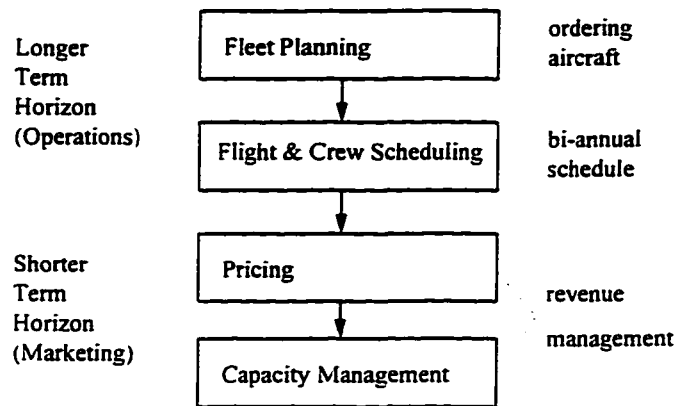 Longer
Term
Horizon
(Operations)
Fleet Planning
ordering
aircraft
Flight & Crew Scheduling
bi-annual
schedule
Shorter
Term
Horizon
(Marketing)
Pricing
revenue
management
Capacity Management